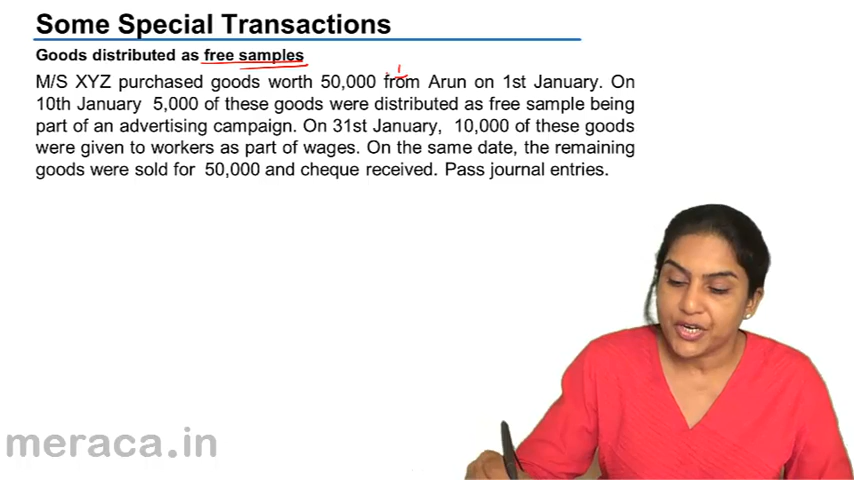 Some Special Transactions
Goods distributed as free samples
M/S XYZ purchased goods worth 50,000 from Arun on 1st January. On
10th January 5,000 of these goods were distributed as free sample being
part of an advertising campaign. On 31st January, 10,000 of these goods
were given to workers as part of wages. On the same date, the remaining
goods were sold for 50,000 and cheque received. Pass journal entries.
meraca.in